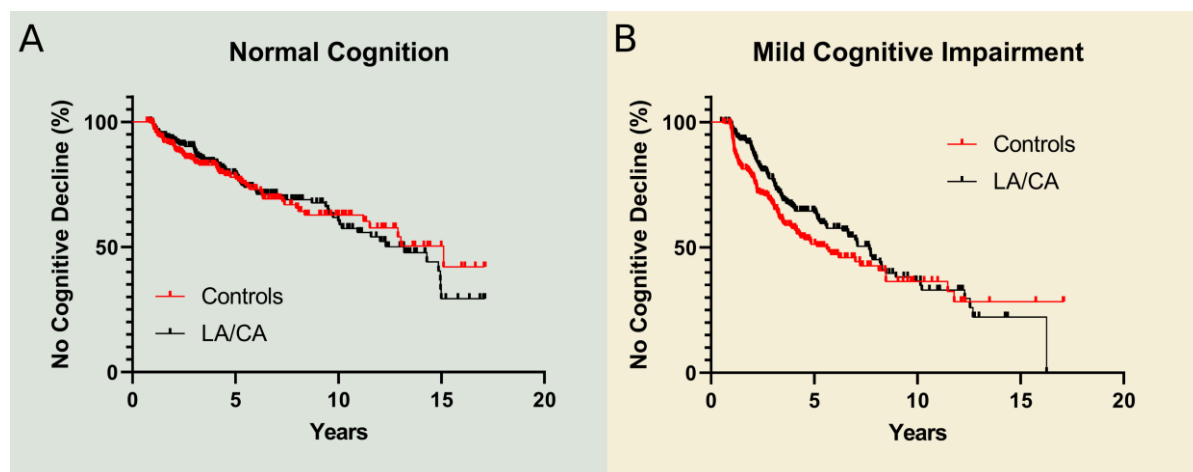 A
Normal Cognition
No Cognitive Decline (%)
100
50
0
Controls
LA/CA
0 5 10 15 20
Years
B
Mild Cognitive Impairment
No Cognitive Decline (%)
100
50
0
Controls
LA/CA
0 5 10 15 20
Years